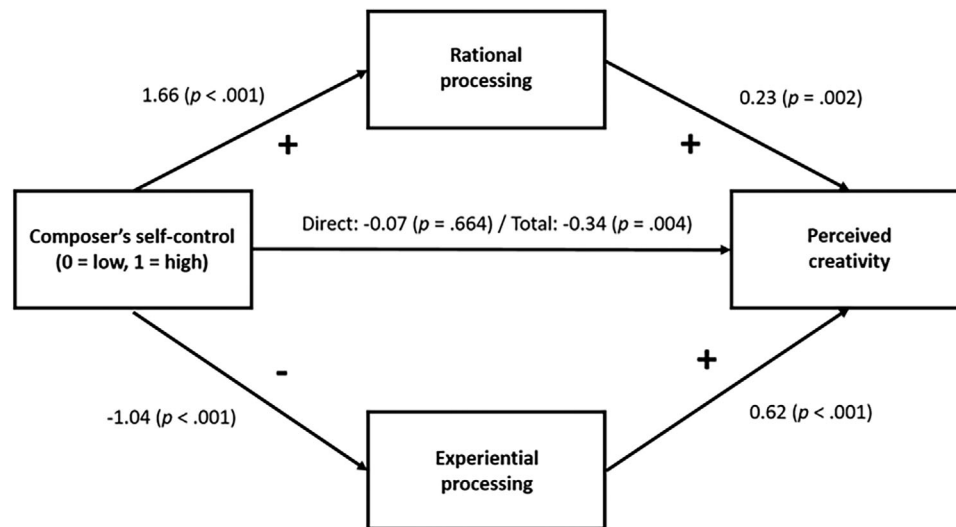 Rational
processing
1.66 (p < .001)
0.23 (p = .002)
+
+
Composer's self-control
(0 = low, 1 = high)
Direct: -0.07 (p = .664) / Total: -0.34 (p = .004)
Perceived
creativity
-
+
-1.04 (p < .001)
0.62 (p < .001)
Experiential
processing